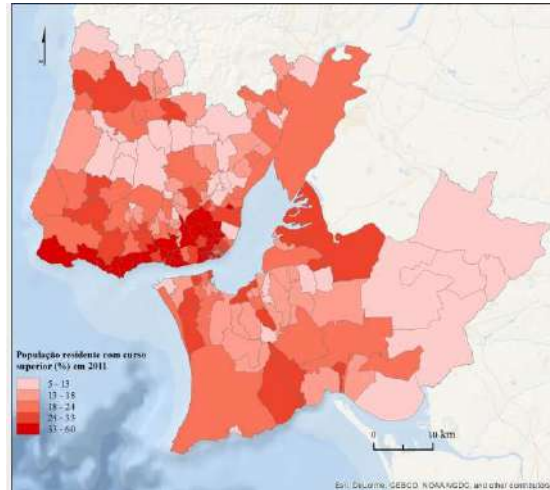 População residente com curso
superior (%) em 2011
5 - 13
13 - 18
18 - 24
24 - 33
33 - 60
0 10 km
Esri, DeLorme, GEBCO, NOAA NGDC, and other contributors